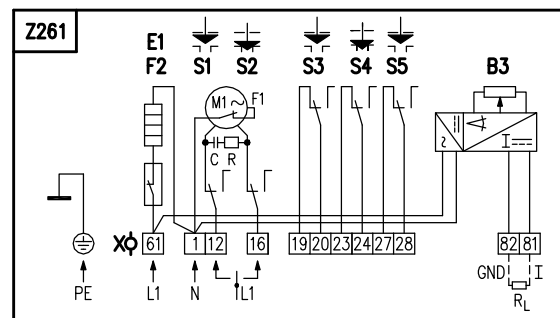 Z261
E1
F2 S1 S2 S3 S4 S5 B3
M1 ~ F1
C R
~ I
X 61 1 12 16 19 20 23 24 27 28 82 81
GND I
PE L1 N L1 RL